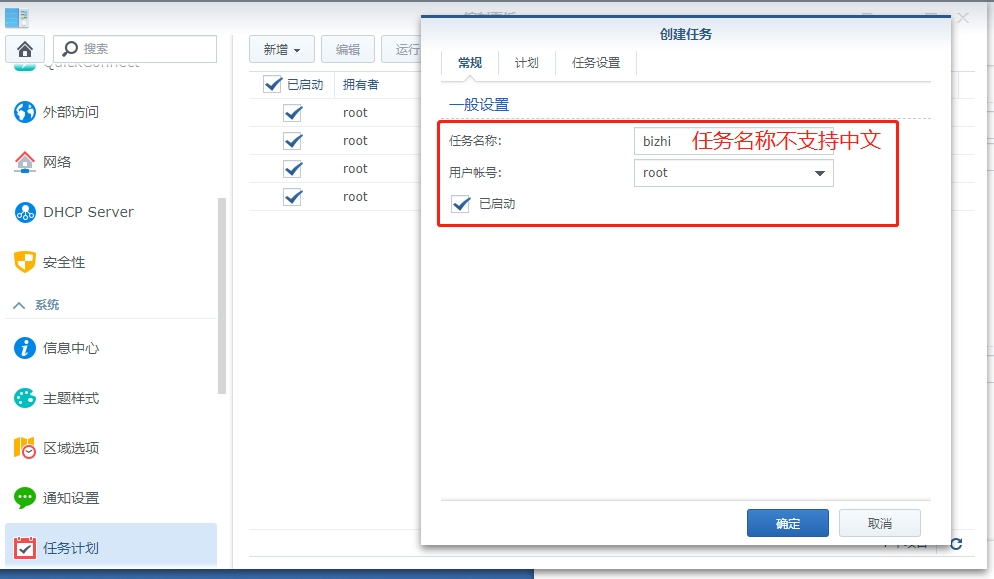 搜索
QuickConnect
外部访问
网络
DHCP Server
安全性
系统
信息中心
主题样式
区域选项
通知设置
任务计划
新增 编辑 运行
已启动 拥有者
root
root
root
root
创建任务
常规 计划 任务设置
一般设置
任务名称: bizhi 任务名称不支持中文
用户帐号: root
已启动
确定 取消